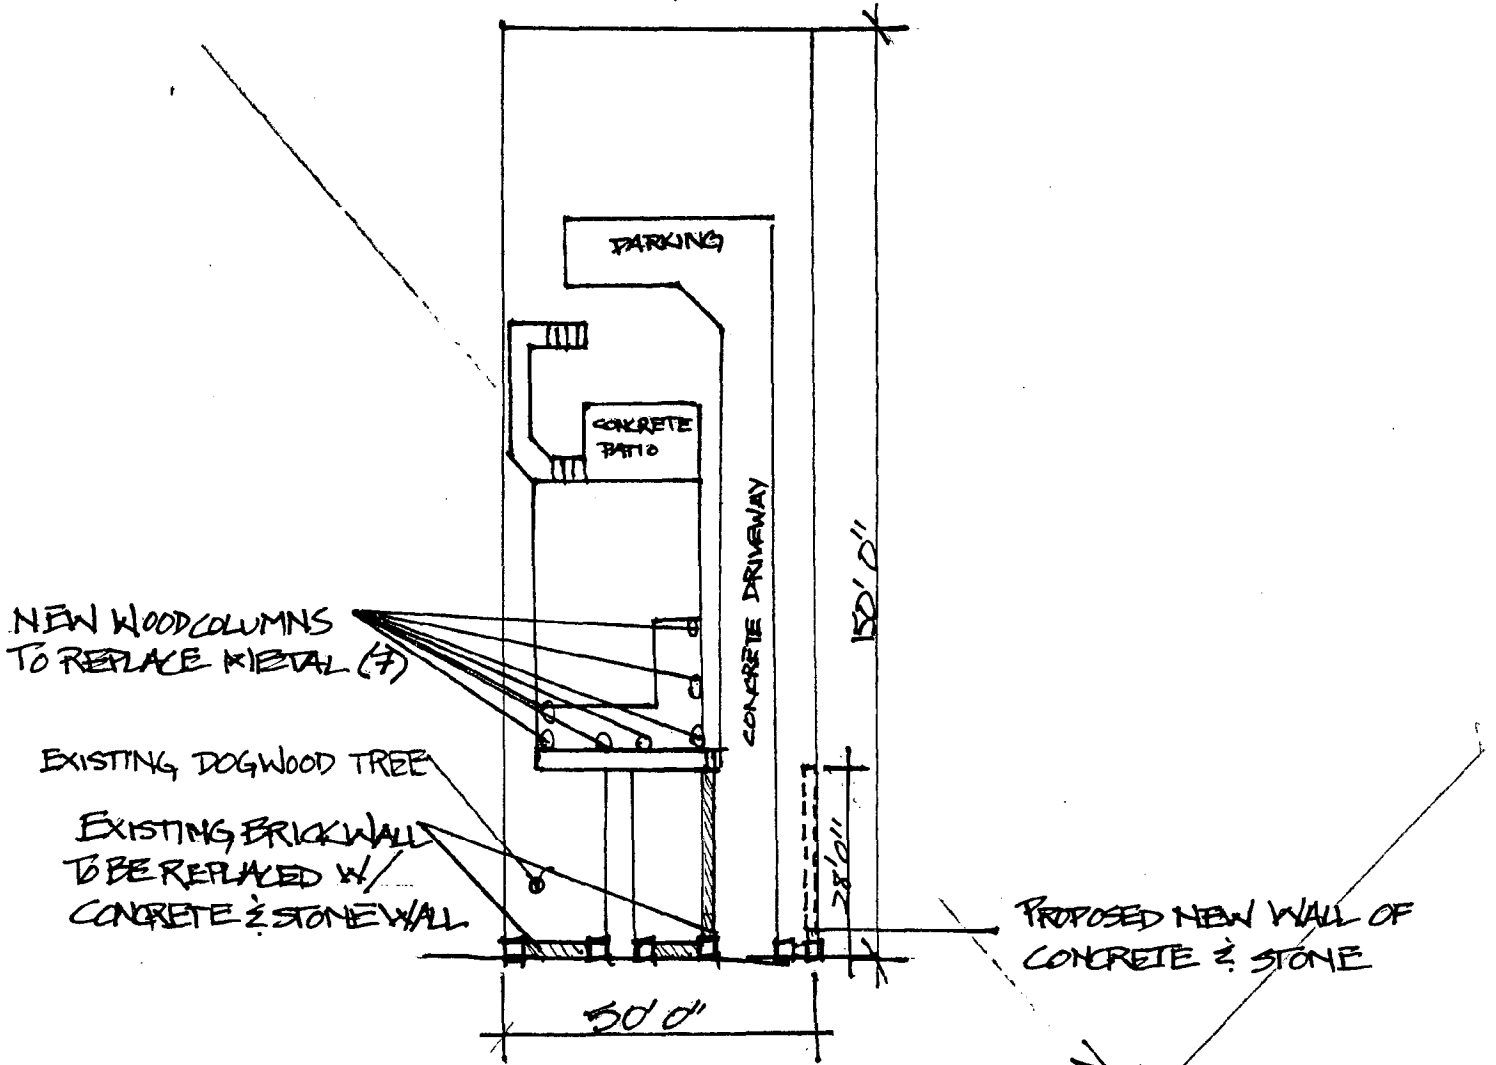 PARKING
CONCRETE
PATIO
CONCRETE DRIVEWAY
150' 0"
NEW WOOD COLUMNS
TO REPLACE METAL (7)
EXISTING DOGWOOD TREE
EXISTING BRICK WALL
TO BE REPLACED W/
CONCRETE & STONE WALL
28' 0"
PROPOSED NEW WALL OF
CONCRETE & STONE
50' 0"